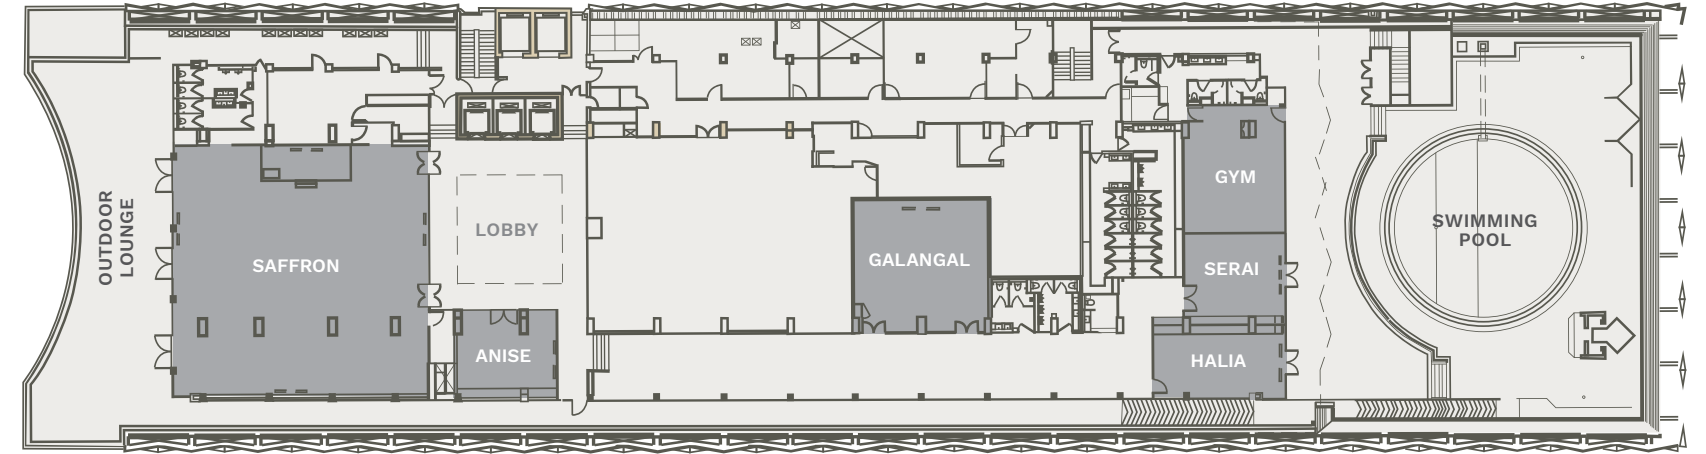 OUTDOOR
LOUNGE
SAFFRON
LOBBY
ANISE
GALANGAL
GYM
SERAI
HALIA
SWIMMING
POOL